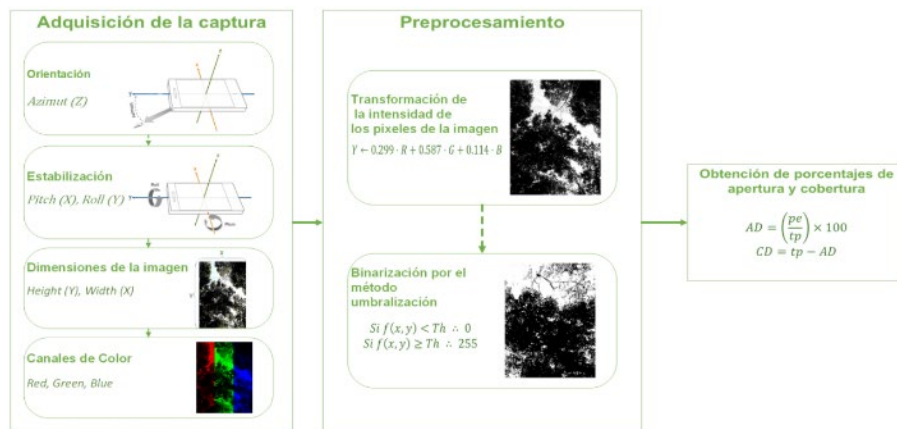 Adquisición de la captura
Orientación
Azimut (Z)
Estabilización
Pitch (X), Roll (Y)
Dimensiones de la imagen
Height (Y), Width (X)
Canales de Color
Red, Green, Blue
Preprocesamiento
Transformación de
la intensidad de
los pixeles de la imagen
Y ← 0.299 · R + 0.587 · G + 0.114 · B
Binarización por el
método
umbralización
Si f(x, y) < Th ∴ 0
Si f(x, y) ≥ Th ∴ 255
Obtención de porcentajes de
apertura y cobertura
AD = (pe/tp) × 100
CD = tp − AD